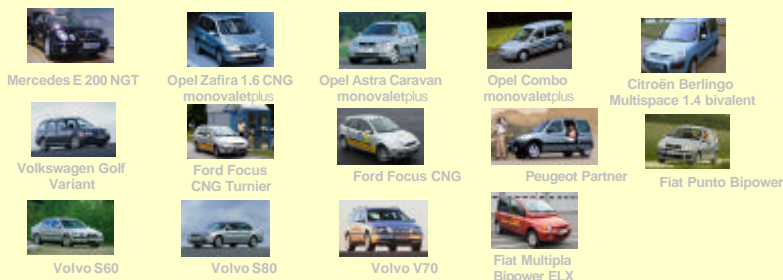 Mercedes E 200 NGT
Opel Zafira 1.6 CNG
monovaletplus
Opel Astra Caravan
monovaletplus
Opel Combo
monovaletplus
Citroën Berlingo
Multispace 1.4 bivalent
Volkswagen Golf
Variant
Ford Focus
CNG Turnier
Ford Focus CNG
Peugeot Partner
Fiat Punto Bipower
Volvo S60
Volvo S80
Volvo V70
Fiat Multipla
Bipower ELX